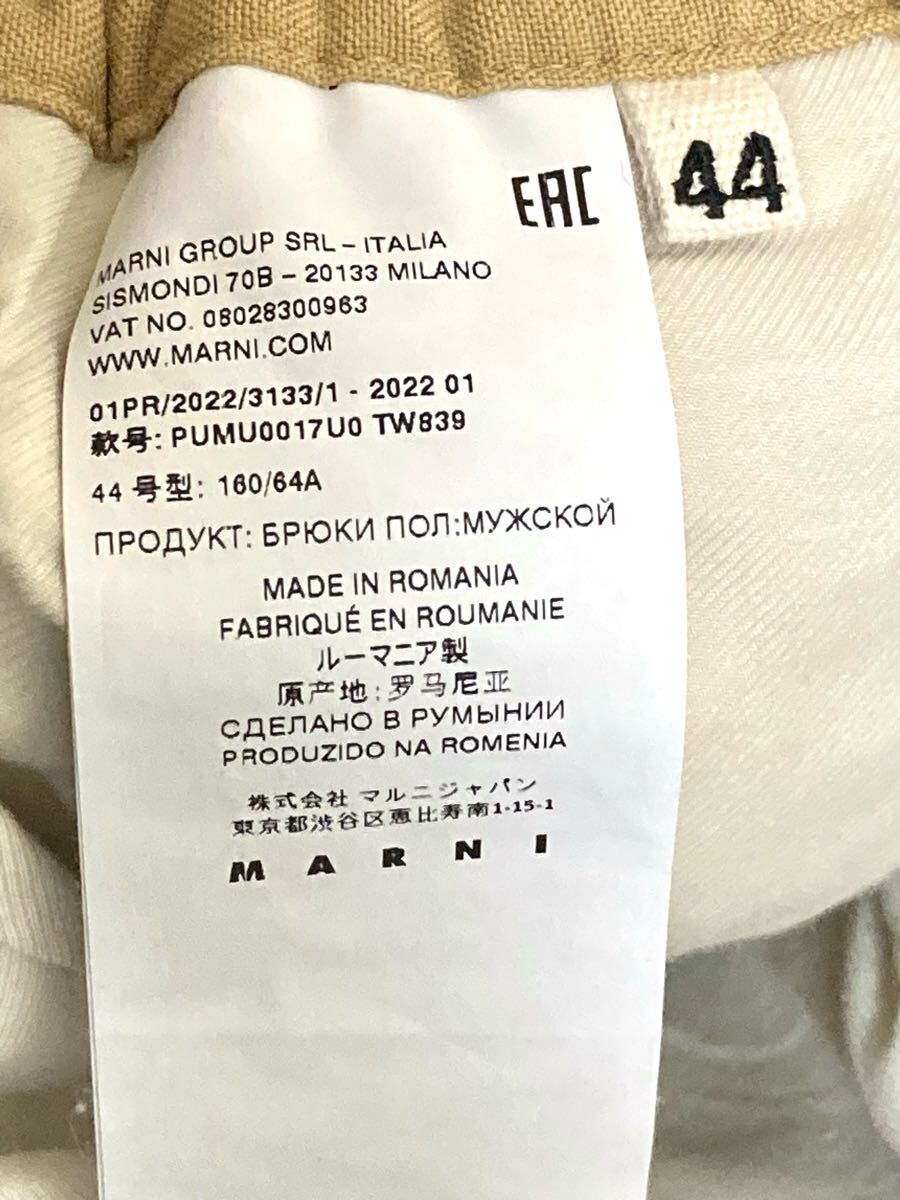 EAC
44
MARNI GROUP SRL – ITALIA
SISMONDI 70B – 20133 MILANO
VAT NO. 08028300963
WWW.MARNI.COM
01PR/2022/3133/1 - 2022 01
款号: PUMU0017U0 TW839
44 号型: 160/64A
ПРОДУКТ: БРЮКИ ПОЛ:МУЖСКОЙ
MADE IN ROMANIA
FABRIQUÉ EN ROUMANIE
ルーマニア製
原产地: 罗马尼亚
СДЕЛАНО В РУМЫНИИ
PRODUZIDO NA ROMENIA
株式会社 マルニジャパン
東京都渋谷区恵比寿南1-15-1
MARNI